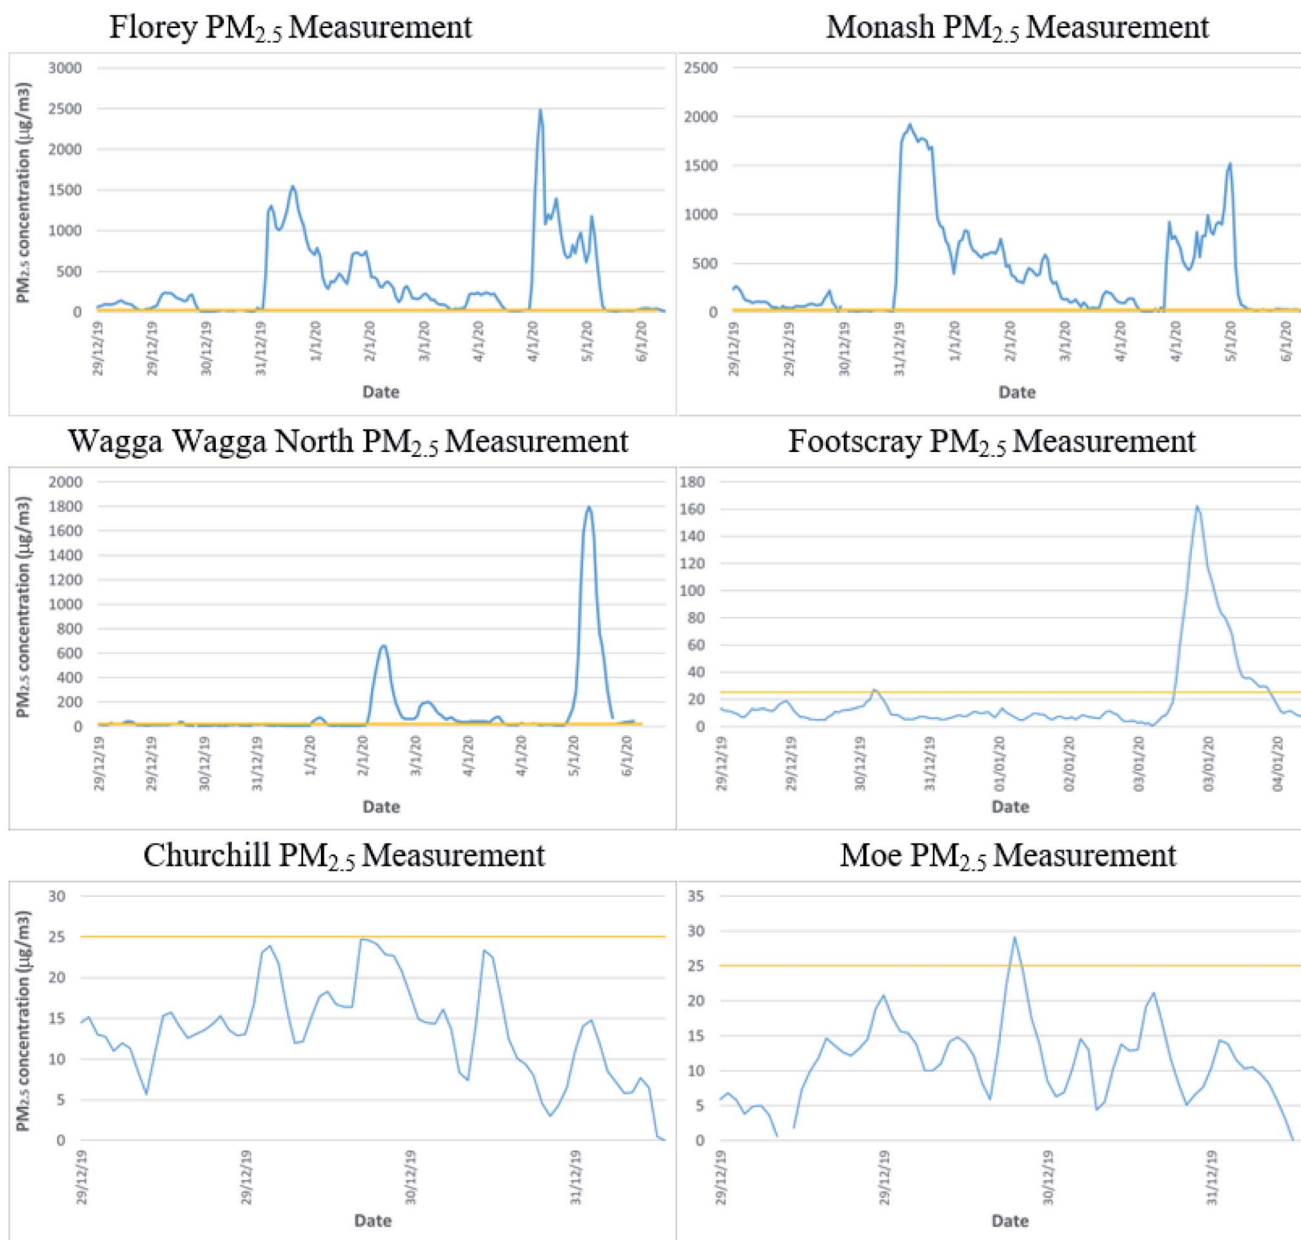 Florey PM2.5 Measurement
PM2.5 concentration (µg/m3)
3000
2500
2000
1500
1000
500
0
29/12/19 29/12/19 30/12/19 31/12/19 1/1/20 2/1/20 3/1/20 4/1/20 4/1/20 5/1/20 6/1/20
Date
Monash PM2.5 Measurement
2500
2000
1500
1000
500
0
29/12/19 29/12/19 30/12/19 31/12/19 1/1/20 2/1/20 3/1/20 4/1/20 4/1/20 5/1/20 6/1/20
Date
Wagga Wagga North PM2.5 Measurement
PM2.5 concentration (µg/m3)
2000
1800
1600
1400
1200
1000
800
600
400
200
0
29/12/19 29/12/19 30/12/19 31/12/19 1/1/20 2/1/20 3/1/20 4/1/20 4/1/20 5/1/20 6/1/20
Date
Footscray PM2.5 Measurement
180
160
140
120
100
80
60
40
20
0
29/12/19 29/12/19 30/12/19 31/12/19 01/01/20 02/01/20 03/01/20 03/01/20 04/01/20
Date
Churchill PM2.5 Measurement
PM2.5 concentration (µg/m3)
30
25
20
15
10
5
0
29/12/19 29/12/19 30/12/19 31/12/19
Date
Moe PM2.5 Measurement
35
30
25
20
15
10
5
0
29/12/19 29/12/19 30/12/19 31/12/19
Date